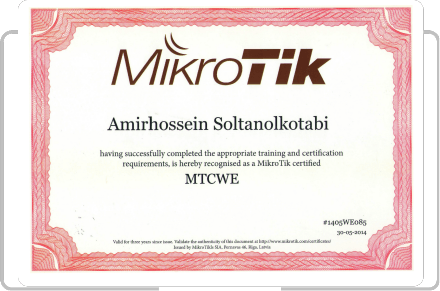 MikroTik
Amirhossein Soltanolkotabi
having successfully completed the appropriate training and certification
requirements, is hereby recognised as a MikroTik certified
MTCWE
#1405WE085
30-05-2014
Valid for three years since issue. Validate the authenticity of this document at http://www.mikrotik.com/certificates/
Issued by MikroTikls SIA, Pernavas 46, Riga, Latvia